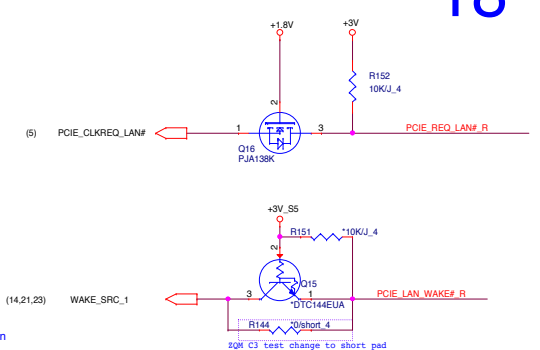 +1.8V
+3V
2
R152
10K/J_4
(5)
PCIE_CLKREQ_LAN#
1
3
PCIE_REQ_LAN#_R
Q16
PJA138K
+3V_S5
R151
*10K/J_4
2
Q15
(14,21,23)
WAKE_SRC_1
3
1
PCIE_LAN_WAKE#_R
*DTC144EUA
R144
*0/short_4
ZQM C3 test change to short pad